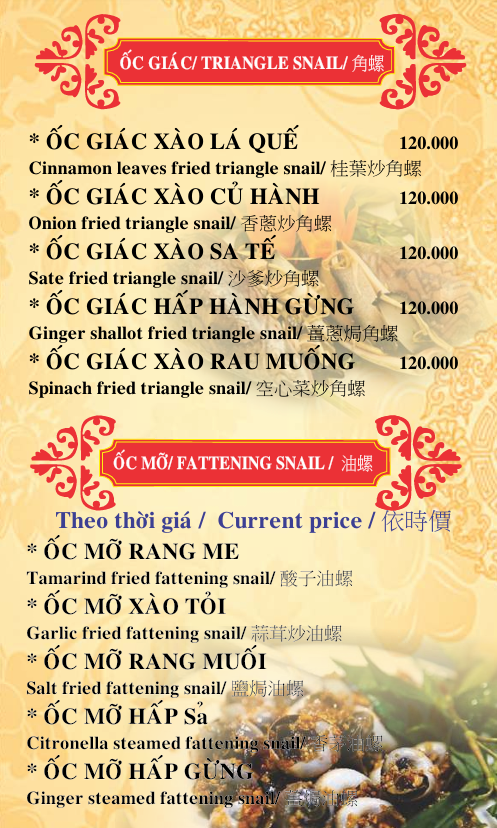 ỐC GIÁC/ TRIANGLE SNAIL/ 角螺
* ỐC GIÁC XÀO LÁ QUẾ 120.000
Cinnamon leaves fried triangle snail/ 桂葉炒角螺
* ỐC GIÁC XÀO CỦ HÀNH 120.000
Onion fried triangle snail/ 香蔥炒角螺
* ỐC GIÁC XÀO SA TẾ 120.000
Sate fried triangle snail/ 沙爹炒角螺
* ỐC GIÁC HẤP HÀNH GỪNG 120.000
Ginger shallot fried triangle snail/ 薑蔥焗角螺
* ỐC GIÁC XÀO RAU MUỐNG 120.000
Spinach fried triangle snail/ 空心菜炒角螺
ỐC MỠ/ FATTENING SNAIL / 油螺
Theo thời giá / Current price / 依時價
* ỐC MỠ RANG ME
Tamarind fried fattening snail/ 酸子油螺
* ỐC MỠ XÀO TỎI
Garlic fried fattening snail/ 蒜茸炒油螺
* ỐC MỠ RANG MUỐI
Salt fried fattening snail/ 鹽焗油螺
* ỐC MỠ HẤP Sả
Citronella steamed fattening snail/ 香茅油螺
* ỐC MỠ HẤP GỪNG
Ginger steamed fattening snail/ 薑焗油螺